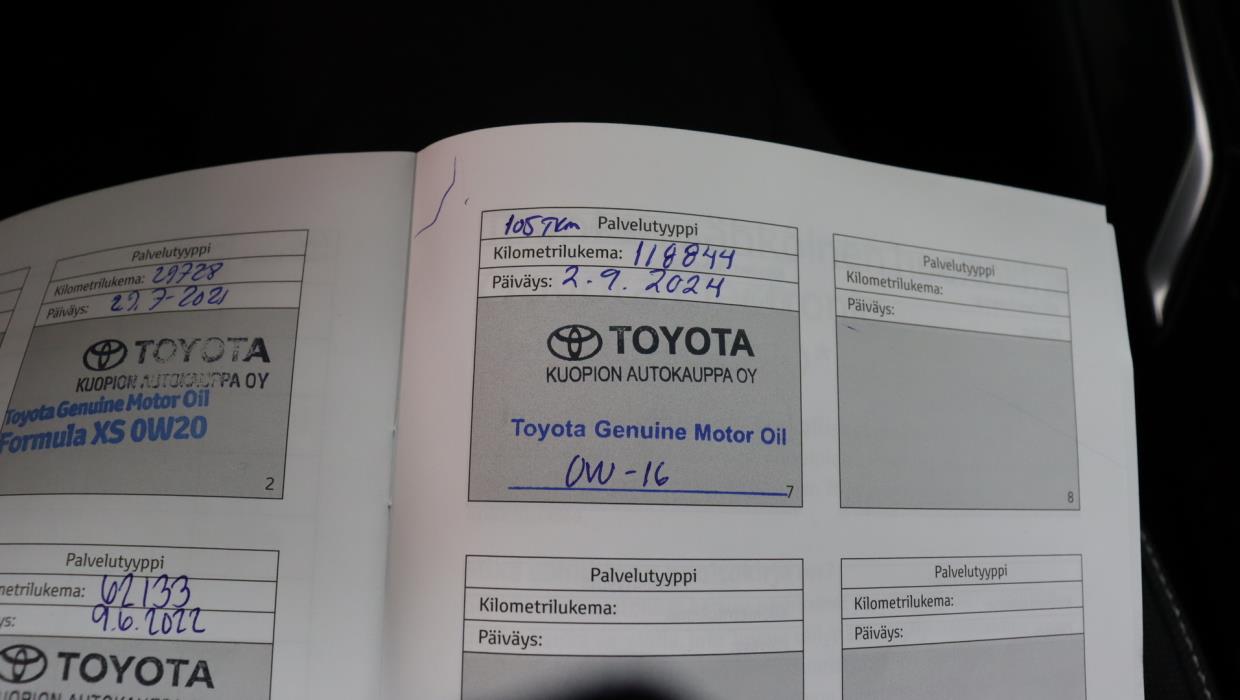 Palvelutyyppi
Kilometrilukema: 29728
Päiväys: 29.7-2021
TOYOTA
KUOPION AUTOKAUPPA OY
Toyota Genuine Motor Oil
Formula XS 0W20
2
Palvelutyyppi
62133
9.6.2022
TOYOTA
105 Tkm Palvelutyyppi
Kilometrilukema: 118844
Päiväys: 2.9.2024
TOYOTA
KUOPION AUTOKAUPPA OY
Toyota Genuine Motor Oil
0W-16
7
Palvelutyyppi
Kilometrilukema:
Päiväys:
8
Palvelutyyppi
Kilometrilukema:
Päiväys:
Palvelutyyppi
Kilometrilukema:
Päiväys: